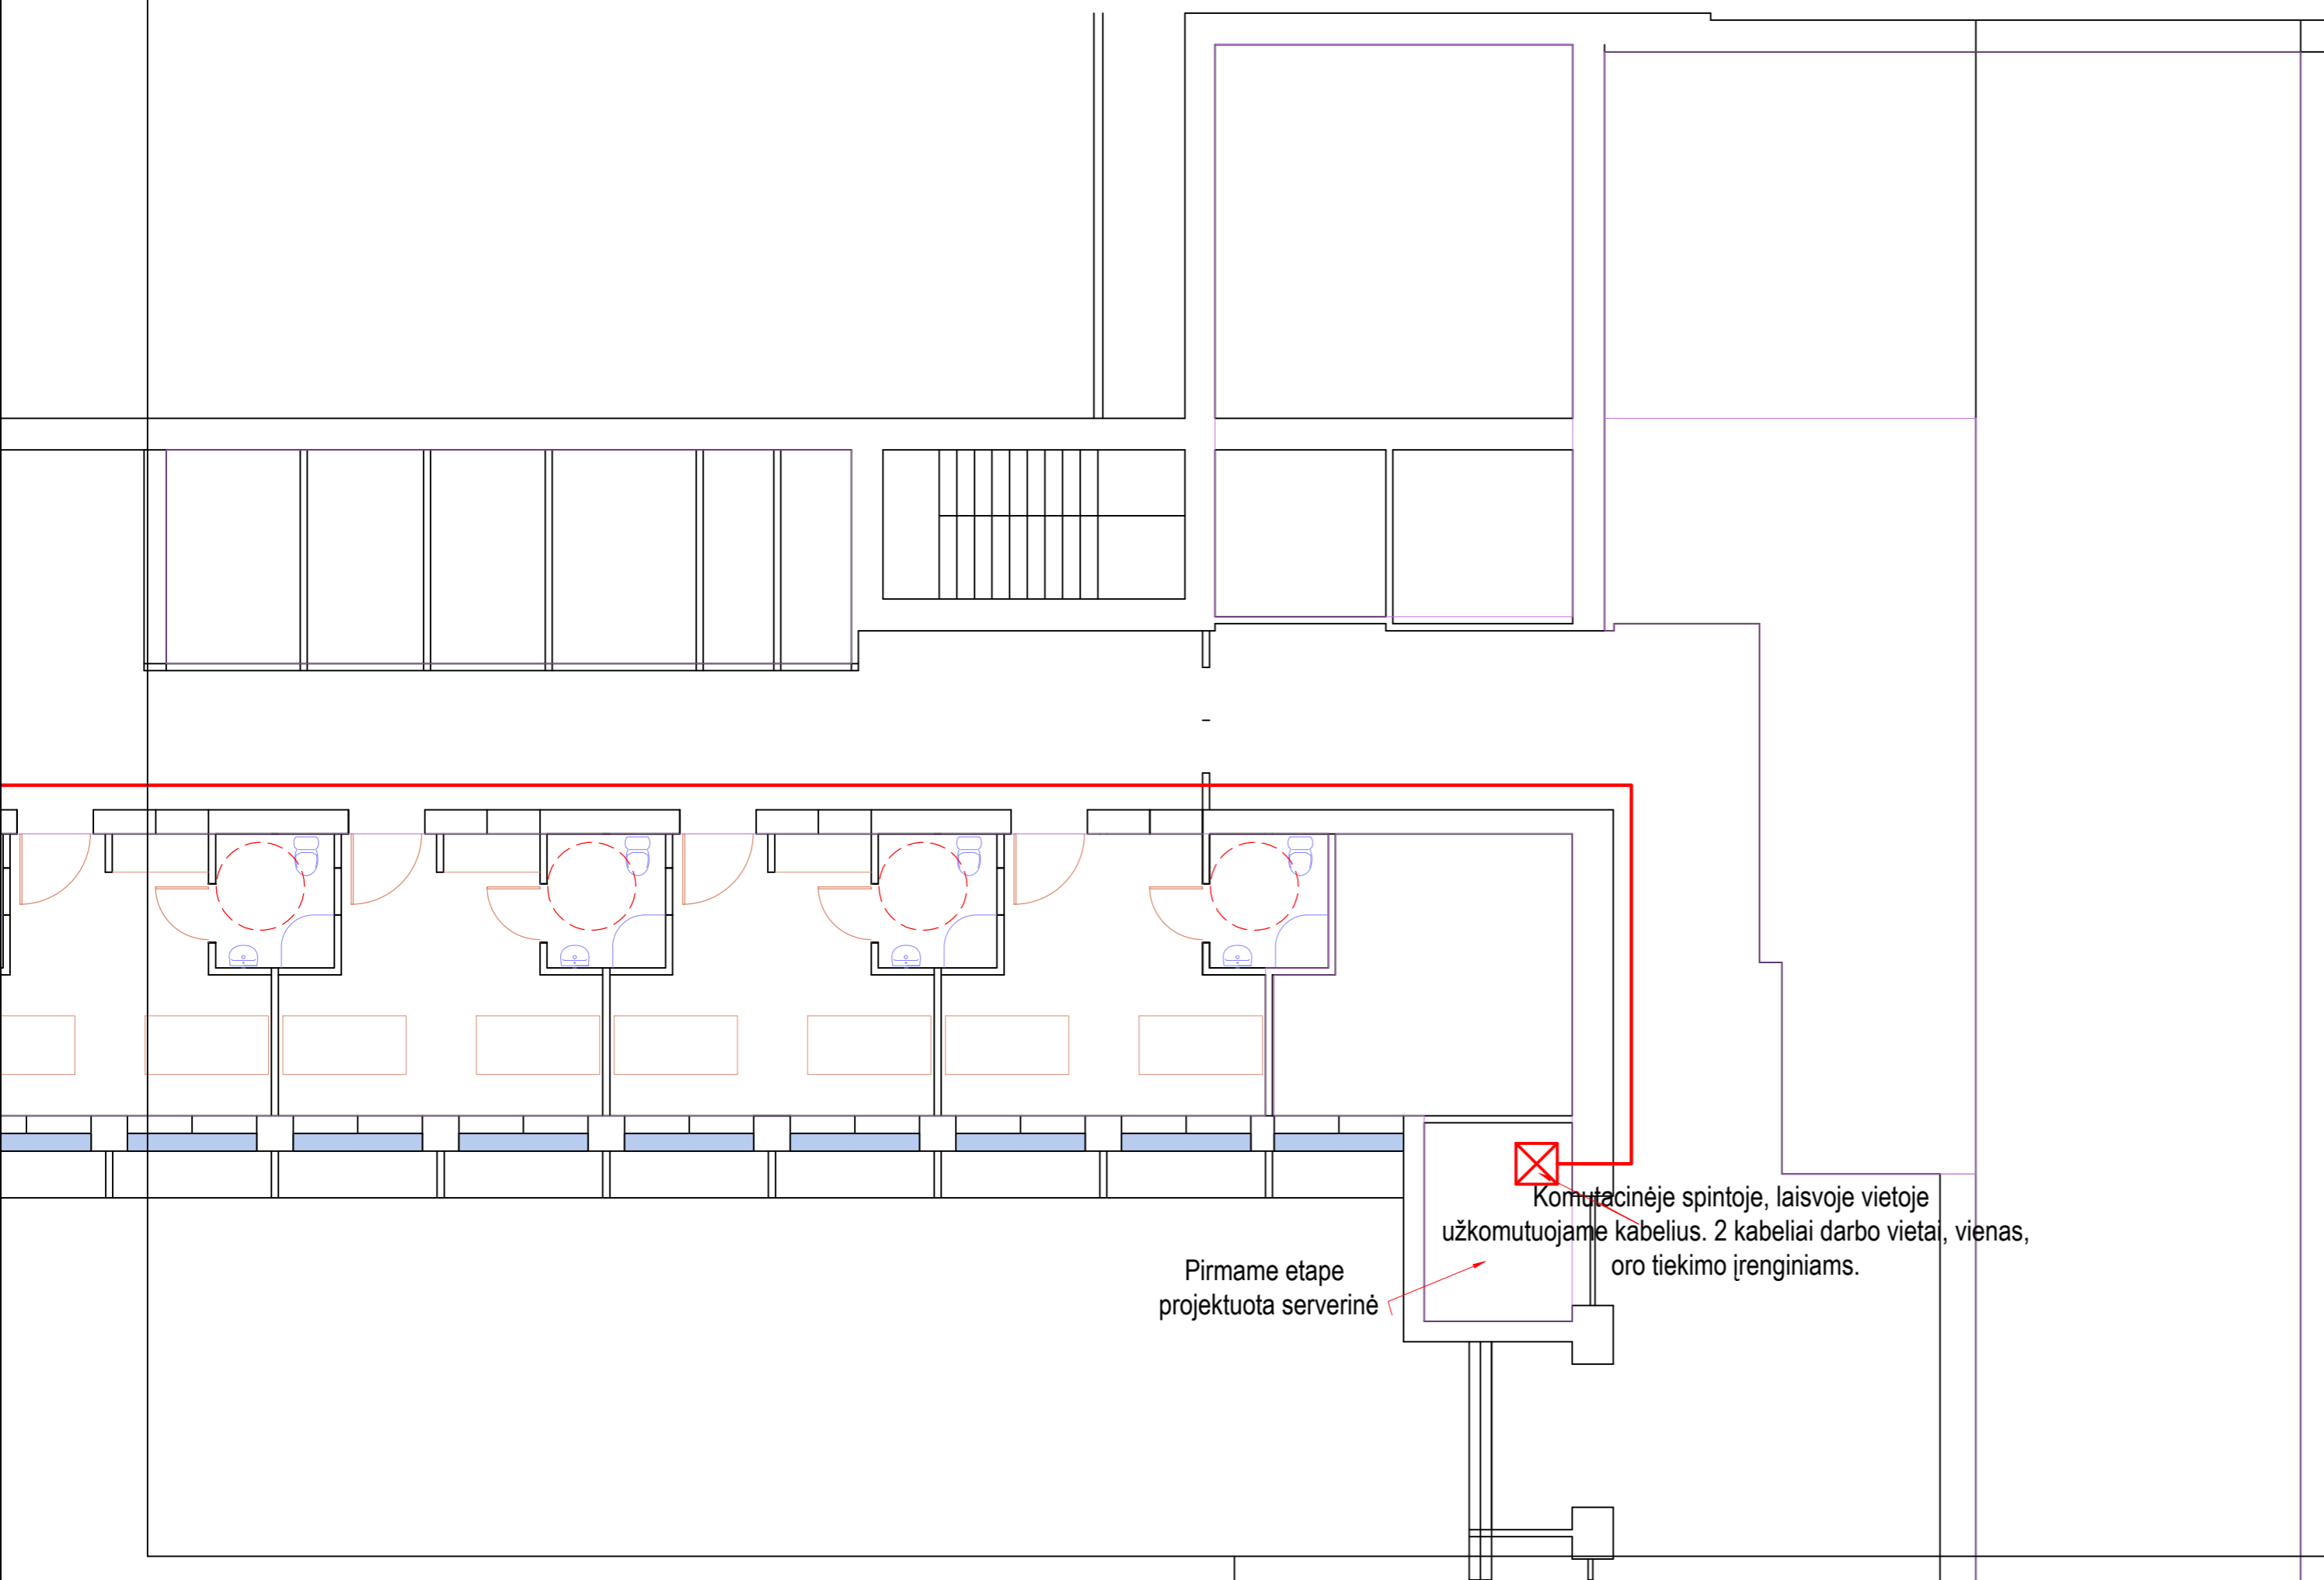 Komutacinėje spintoje, laisvoje vietoje
užkomutuojame kabelius. 2 kabeliai darbo vietai, vienas,
oro tiekimo įrenginiams.
Pirmame etape
projektuota serverinė